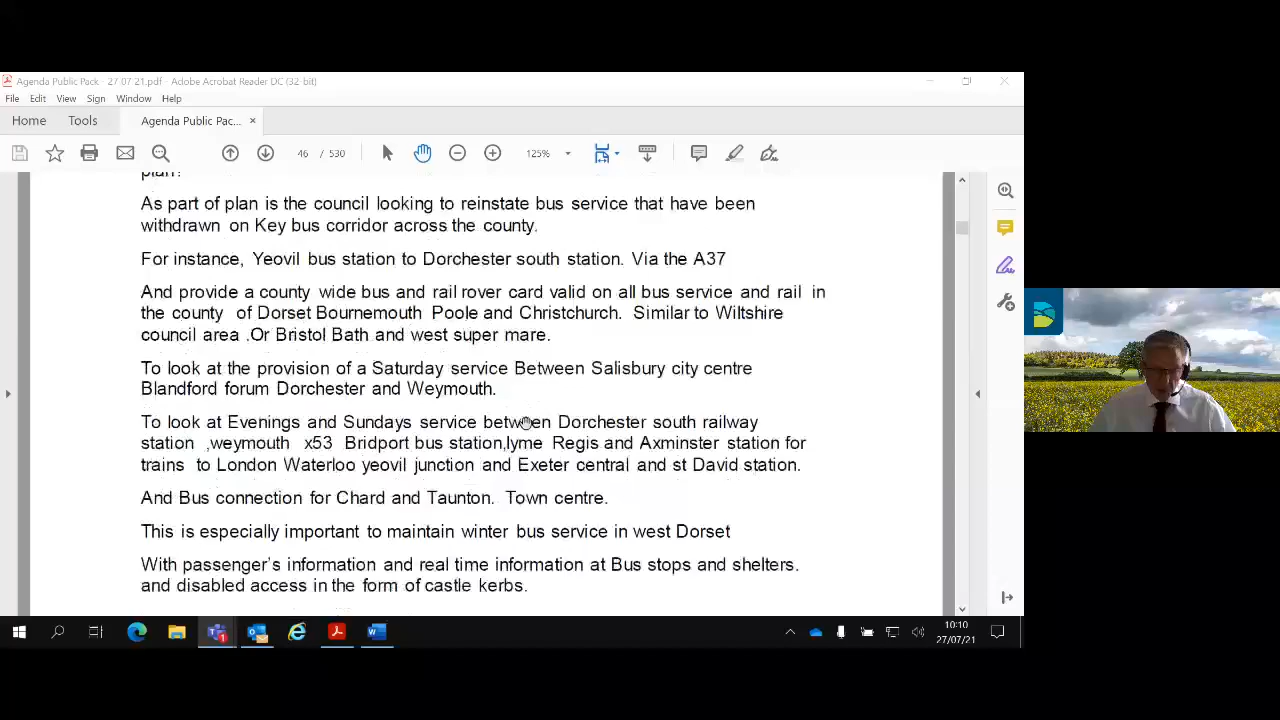 Agenda Public Pack - 27 07 21.pdf - Adobe Acrobat Reader DC (32-bit)
File Edit View Sign Window Help
Home Tools Agenda Public Pac... ×
46 / 530 125%
plan?
As part of plan is the council looking to reinstate bus service that have been
withdrawn on Key bus corridor across the county.
For instance, Yeovil bus station to Dorchester south station. Via the A37
And provide a county wide bus and rail rover card valid on all bus service and rail in
the county of Dorset Bournemouth Poole and Christchurch. Similar to Wiltshire
council area .Or Bristol Bath and west super mare.
To look at the provision of a Saturday service Between Salisbury city centre
Blandford forum Dorchester and Weymouth.
To look at Evenings and Sundays service between Dorchester south railway
station ,weymouth x53 Bridport bus station,lyme Regis and Axminster station for
trains to London Waterloo yeovil junction and Exeter central and st David station.
And Bus connection for Chard and Taunton. Town centre.
This is especially important to maintain winter bus service in west Dorset
With passenger's information and real time information at Bus stops and shelters.
and disabled access in the form of castle kerbs.
10:10
27/07/21